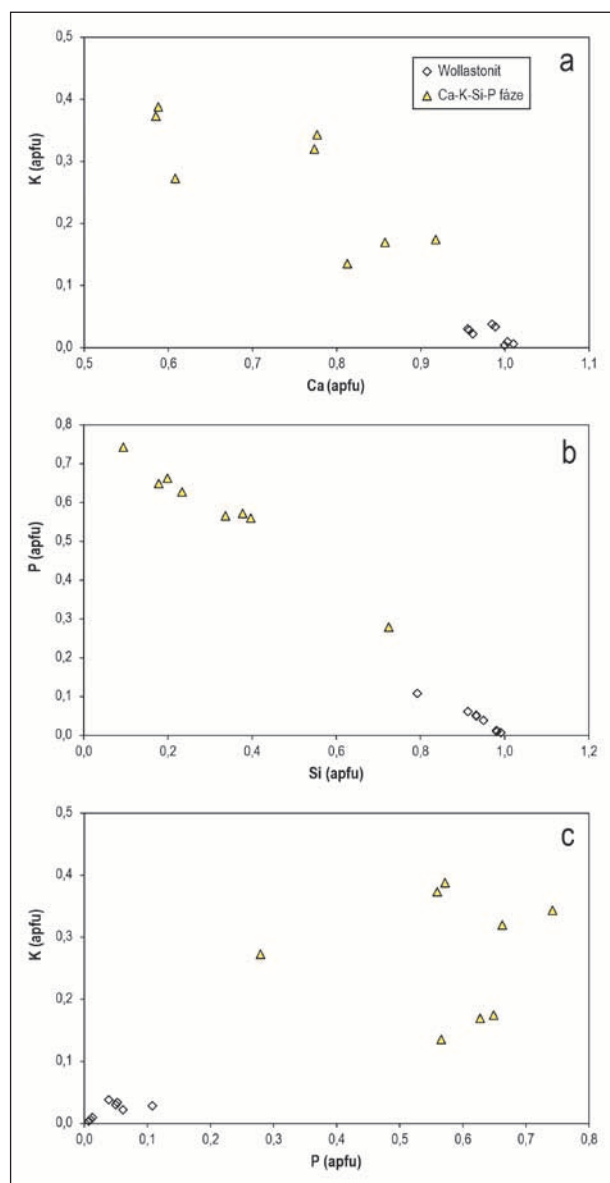 a
Wollastonit
Ca-K-Si-P fáze
K (apfu)
0,5
0,4
0,3
0,2
0,1
0,0
0,5 0,6 0,7 0,8 0,9 1,0 1,1
Ca (apfu)
b
P (apfu)
0,8
0,7
0,6
0,5
0,4
0,3
0,2
0,1
0,0
0,0 0,2 0,4 0,6 0,8 1,0 1,2
Si (apfu)
c
K (apfu)
0,5
0,4
0,3
0,2
0,1
0,0
0,0 0,1 0,2 0,3 0,4 0,5 0,6 0,7 0,8
P (apfu)